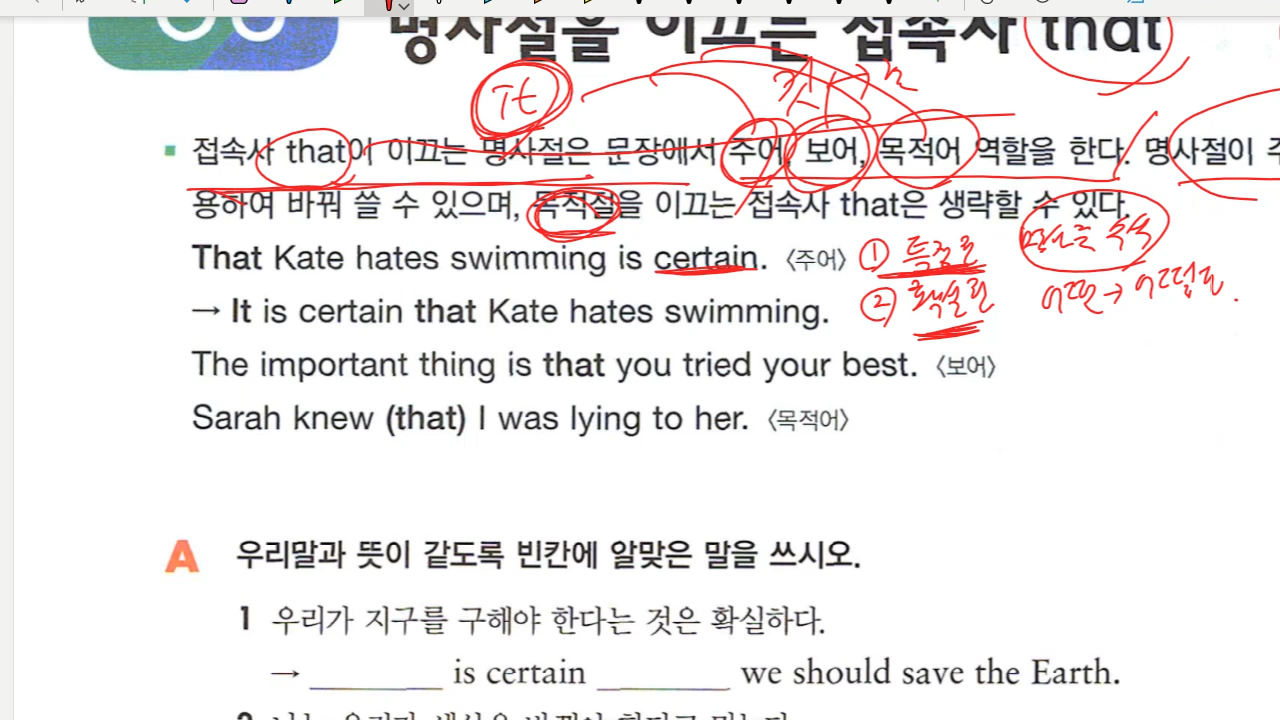 명사절을 이끄는 접속사 that
It
접속사 that이 이끄는 명사절은 문장에서 주어, 보어, 목적어 역할을 한다. 명사절이 주
용하여 바꿔 쓸 수 있으며, 목적절을 이끄는 접속사 that은 생략할 수 있다.
That Kate hates swimming is certain. 〈주어〉 ①
→ It is certain that Kate hates swimming. ②
The important thing is that you tried your best. 〈보어〉
Sarah knew (that) I was lying to her. 〈목적어〉
A 우리말과 뜻이 같도록 빈칸에 알맞은 말을 쓰시오.
1 우리가 지구를 구해야 한다는 것은 확실하다.
→ ________ is certain ________ we should save the Earth.